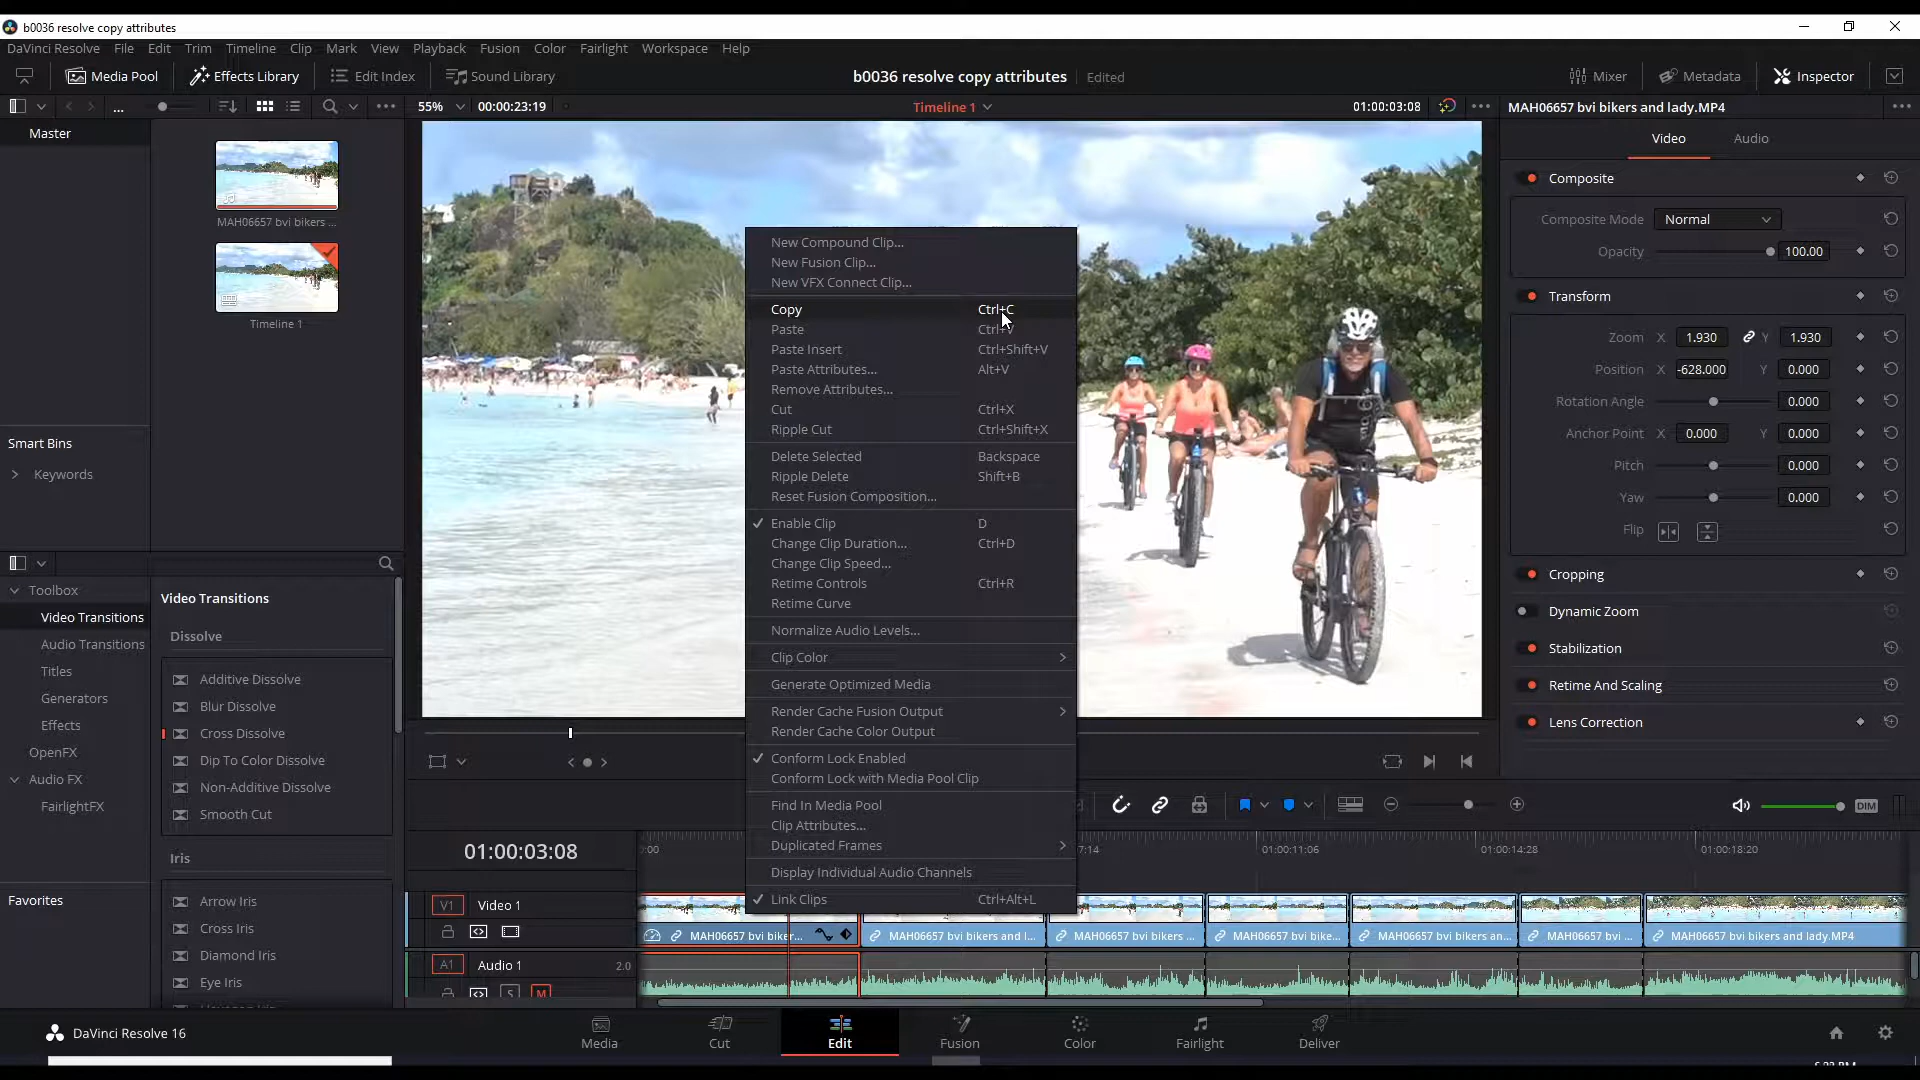 b0036 resolve copy attributes
DaVinci Resolve File Edit Trim Timeline Clip Mark View Playback Fusion Color Fairlight Workspace Help
Media Pool Effects Library Edit Index Sound Library b0036 resolve copy attributes Edited Mixer Metadata Inspector
... 55% 00:00:23:19 Timeline 1 01:00:03:08 MAH06657 bvi bikers and lady.MP4
Master
MAH06657 bvi bikers ...
Timeline 1
Smart Bins
Keywords
Toolbox
Video Transitions
Audio Transitions
Titles
Generators
Effects
OpenFX
Audio FX
FairlightFX
Favorites
Video Transitions
Dissolve
Additive Dissolve
Blur Dissolve
Cross Dissolve
Dip To Color Dissolve
Non-Additive Dissolve
Smooth Cut
Iris
Arrow Iris
Cross Iris
Diamond Iris
Eye Iris
New Compound Clip...
New Fusion Clip...
New VFX Connect Clip...
Copy Ctrl+C
Paste Ctrl+V
Paste Insert Ctrl+Shift+V
Paste Attributes... Alt+V
Remove Attributes...
Cut Ctrl+X
Ripple Cut Ctrl+Shift+X
Delete Selected Backspace
Ripple Delete Shift+B
Reset Fusion Composition...
Enable Clip D
Change Clip Duration... Ctrl+D
Change Clip Speed...
Retime Controls Ctrl+R
Retime Curve
Normalize Audio Levels...
Clip Color
Generate Optimized Media
Render Cache Fusion Output
Render Cache Color Output
Conform Lock Enabled
Conform Lock with Media Pool Clip
Find In Media Pool
Clip Attributes...
Duplicated Frames
Display Individual Audio Channels
Link Clips Ctrl+Alt+L
Video Audio
Composite
Composite Mode Normal
Opacity 100.00
Transform
Zoom X 1.930 Y 1.930
Position X -628.000 Y 0.000
Rotation Angle 0.000
Anchor Point X 0.000 Y 0.000
Pitch 0.000
Yaw 0.000
Flip
Cropping
Dynamic Zoom
Stabilization
Retime And Scaling
Lens Correction
DIM
01:00:03:08 :00 7:14 01:00:11:06 01:00:14:28 01:00:18:20
V1 Video 1
MAH06657 bvi biker... MAH06657 bvi bikers and l... MAH06657 bvi bikers ... MAH06657 bvi bike... MAH06657 bvi bikers an... MAH06657 bvi ... MAH06657 bvi bikers and lady.MP4
A1 Audio 1 2.0
S M
DaVinci Resolve 16 Media Cut Edit Fusion Color Fairlight Deliver